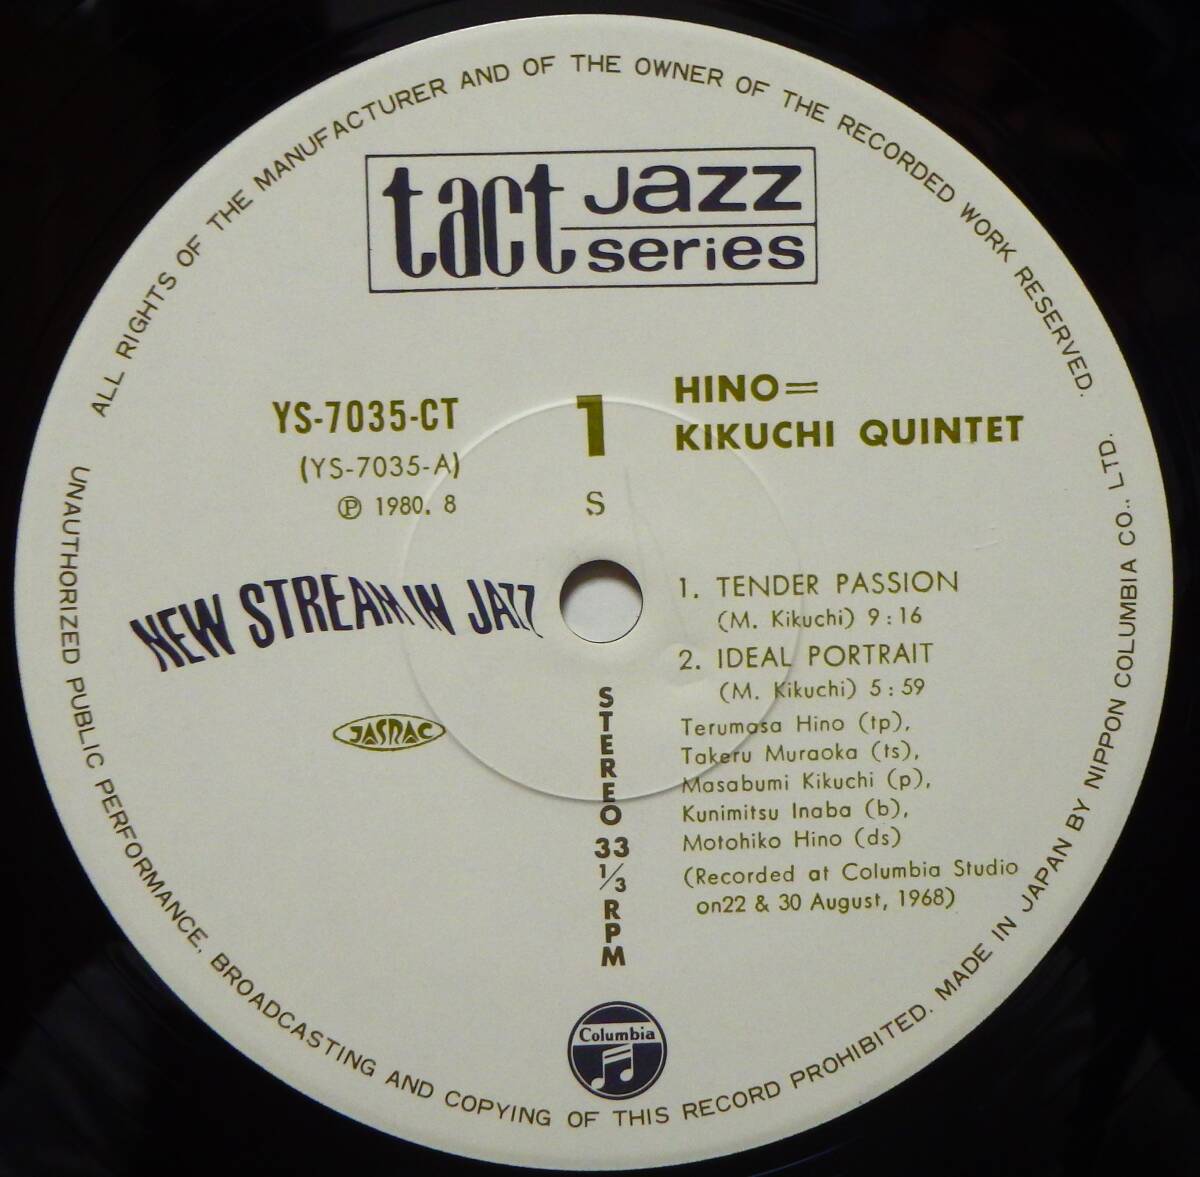 ALL RIGHTS OF THE MANUFACTURER AND OF THE OWNER OF THE RECORDED WORK RESERVED.
tact jazz
series
YS-7035-CT
(YS-7035-A)
Ⓟ 1980. 8
1
S
HINO=
KIKUCHI QUINTET
NEW STREAM IN JAZZ
JASRAC
1. TENDER PASSION
(M. Kikuchi) 9:16
2. IDEAL PORTRAIT
(M. Kikuchi) 5:59
Terumasa Hino (tp),
Takeru Muraoka (ts),
Masabumi Kikuchi (p),
Kunimitsu Inaba (b),
Motohiko Hino (ds)
(Recorded at Columbia Studio
on22 & 30 August, 1968)
STEREO 33 1/3 RPM
Columbia
UNAUTHORIZED PUBLIC PERFORMANCE, BROADCASTING AND COPYING OF THIS RECORD PROHIBITED. MADE IN JAPAN BY NIPPON COLUMBIA CO., LTD.